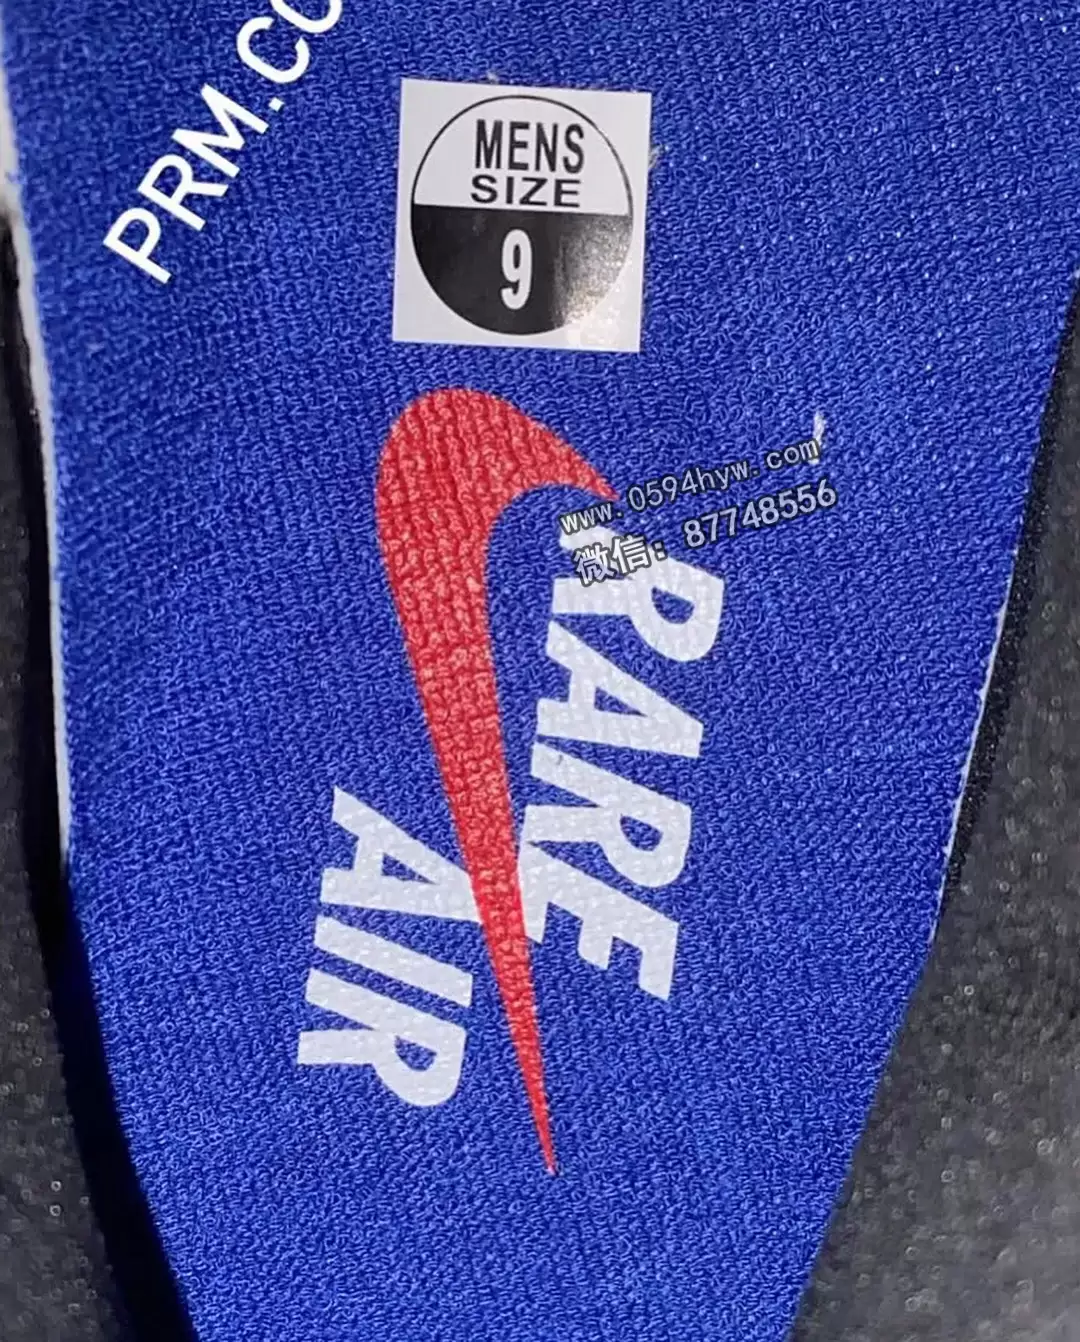 PRM.CO
MENS
SIZE
9
www.0594hyw.com
微信：87748556
RARE
AIR